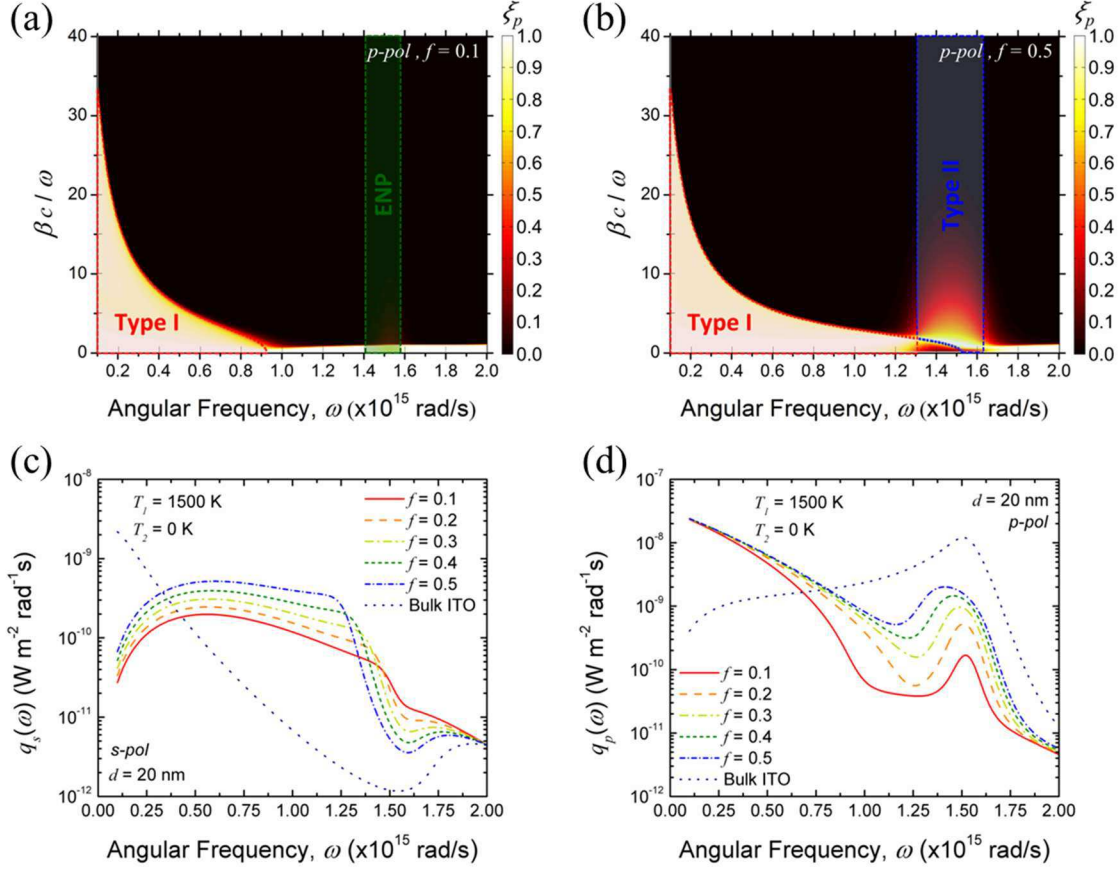 (a)
ξp
p-pol, f = 0.1
40
30
20
10
0
βc/ω
ENP
Type I
1.0
0.9
0.8
0.7
0.6
0.5
0.4
0.3
0.2
0.1
0.0
0.2 0.4 0.6 0.8 1.0 1.2 1.4 1.6 1.8 2.0
Angular Frequency, ω (x10^15 rad/s)
(b)
ξp
p-pol, f = 0.5
40
30
20
10
0
βc/ω
Type II
Type I
1.0
0.9
0.8
0.7
0.6
0.5
0.4
0.3
0.2
0.1
0.0
0.2 0.4 0.6 0.8 1.0 1.2 1.4 1.6 1.8 2.0
Angular Frequency, ω (x10^15 rad/s)
(c)
10^-8
10^-9
10^-10
10^-11
10^-12
qs(ω) (W m^-2 rad^-1 s)
T1 = 1500 K
T2 = 0 K
f = 0.1
f = 0.2
f = 0.3
f = 0.4
f = 0.5
Bulk ITO
s-pol
d = 20 nm
0.00 0.25 0.50 0.75 1.00 1.25 1.50 1.75 2.00
Angular Frequency, ω (x10^15 rad/s)
(d)
10^-7
10^-8
10^-9
10^-10
10^-11
10^-12
qp(ω) (W m^-2 rad^-1 s)
T1 = 1500 K
T2 = 0 K
d = 20 nm
p-pol
f = 0.1
f = 0.2
f = 0.3
f = 0.4
f = 0.5
Bulk ITO
0.00 0.25 0.50 0.75 1.00 1.25 1.50 1.75 2.00
Angular Frequency, ω (x10^15 rad/s)